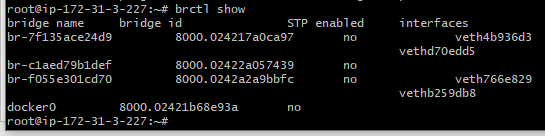 root@ip-172-31-3-227:~# brctl show
bridge name     bridge id               STP enabled     interfaces
br-7f135ace24d9         8000.024217a0ca97       no              veth4b936d3
                                                        vethd70edd5
br-c1aed79b1def         8000.02422a057439       no
br-f055e301cd70         8000.0242a2a9bbfc       no              veth766e829
                                                        vethb259db8
docker0         8000.02421b68e93a       no
root@ip-172-31-3-227:~#